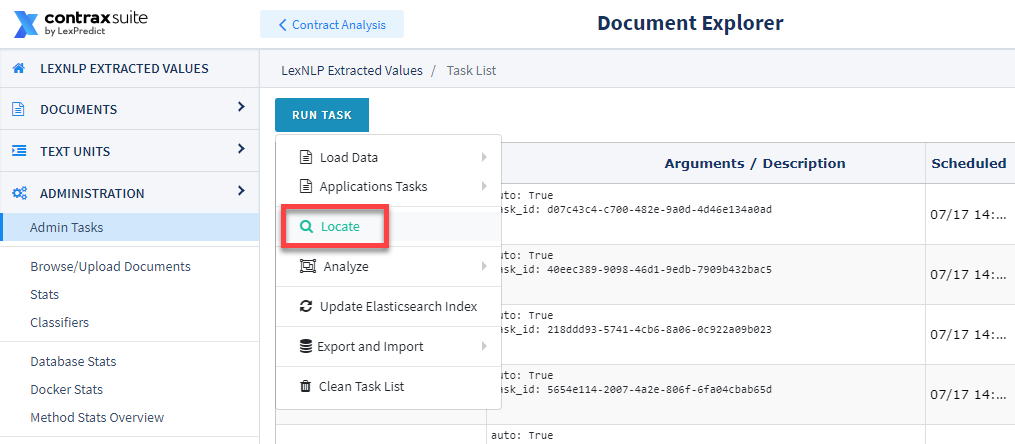 contraxsuite
by LexPredict
Contract Analysis
Document Explorer
LEXNLP EXTRACTED VALUES
DOCUMENTS
TEXT UNITS
ADMINISTRATION
Admin Tasks
Browse/Upload Documents
Stats
Classifiers
Database Stats
Docker Stats
Method Stats Overview
LexNLP Extracted Values / Task List
RUN TASK
Load Data
Applications Tasks
Locate
Analyze
Update Elasticsearch Index
Export and Import
Clean Task List
Arguments / Description Scheduled
auto: True
task_id: d07c43c4-c700-482e-9a0d-4d46e134a0ad
07/17 14:...
auto: True
task_id: 40eec389-9098-46d1-9edb-7909b432bac5
07/17 14:...
auto: True
task_id: 218ddd93-5741-4cb6-8a06-0c922a09b023
07/17 14:...
auto: True
task_id: 5654e114-2007-4a2e-806f-6fa04cbab65d
07/17 14:...
auto: True